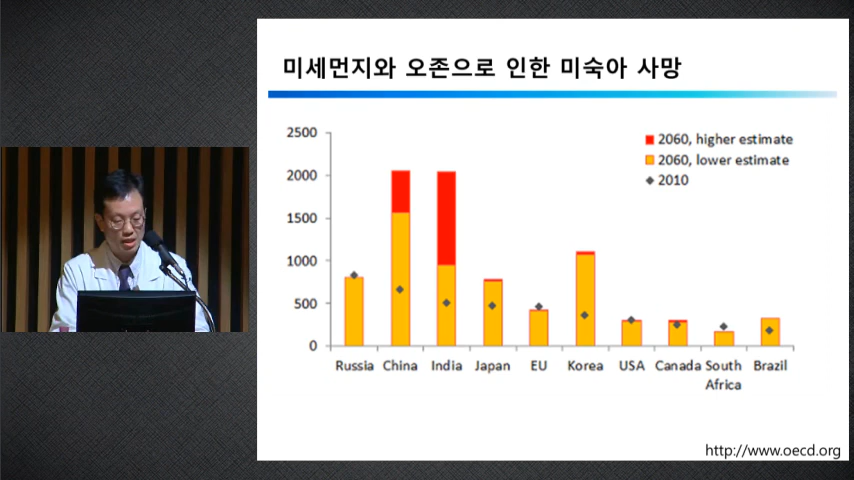 미세먼지와 오존으로 인한 미숙아 사망
2500
2000
1500
1000
500
0
2060, higher estimate
2060, lower estimate
2010
Russia China India Japan EU Korea USA Canada South Africa Brazil
http://www.oecd.org